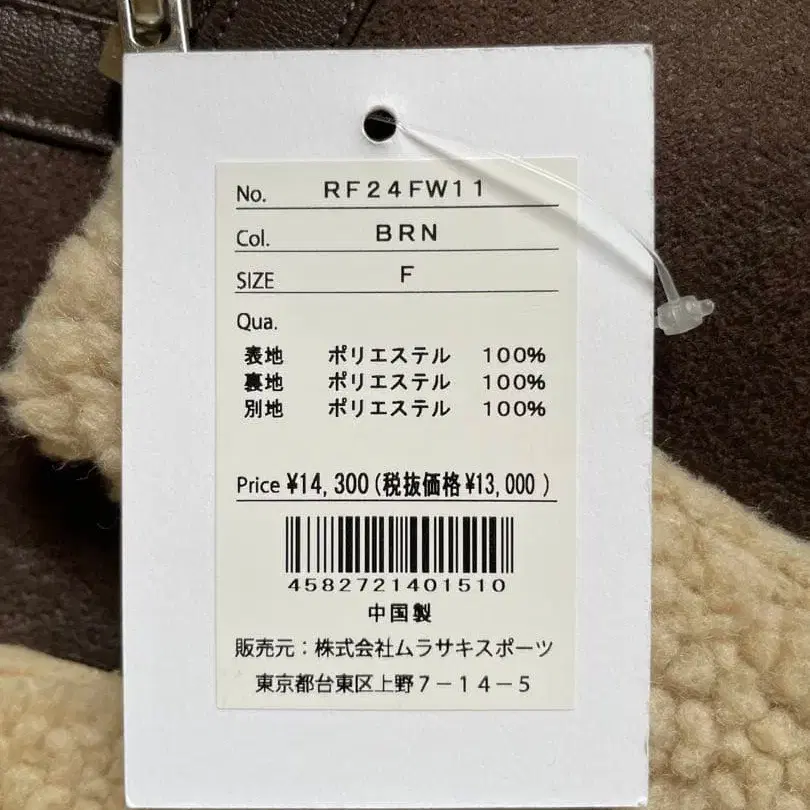 No. RF24FW11
Col. BRN
SIZE F
Qua.
表地 ポリエステル 100%
裏地 ポリエステル 100%
別地 ポリエステル 100%
Price ¥14,300(税抜価格¥13,000 )
4582721401510
中国製
販売元：株式会社ムラサキスポーツ
東京都台東区上野7－14－5